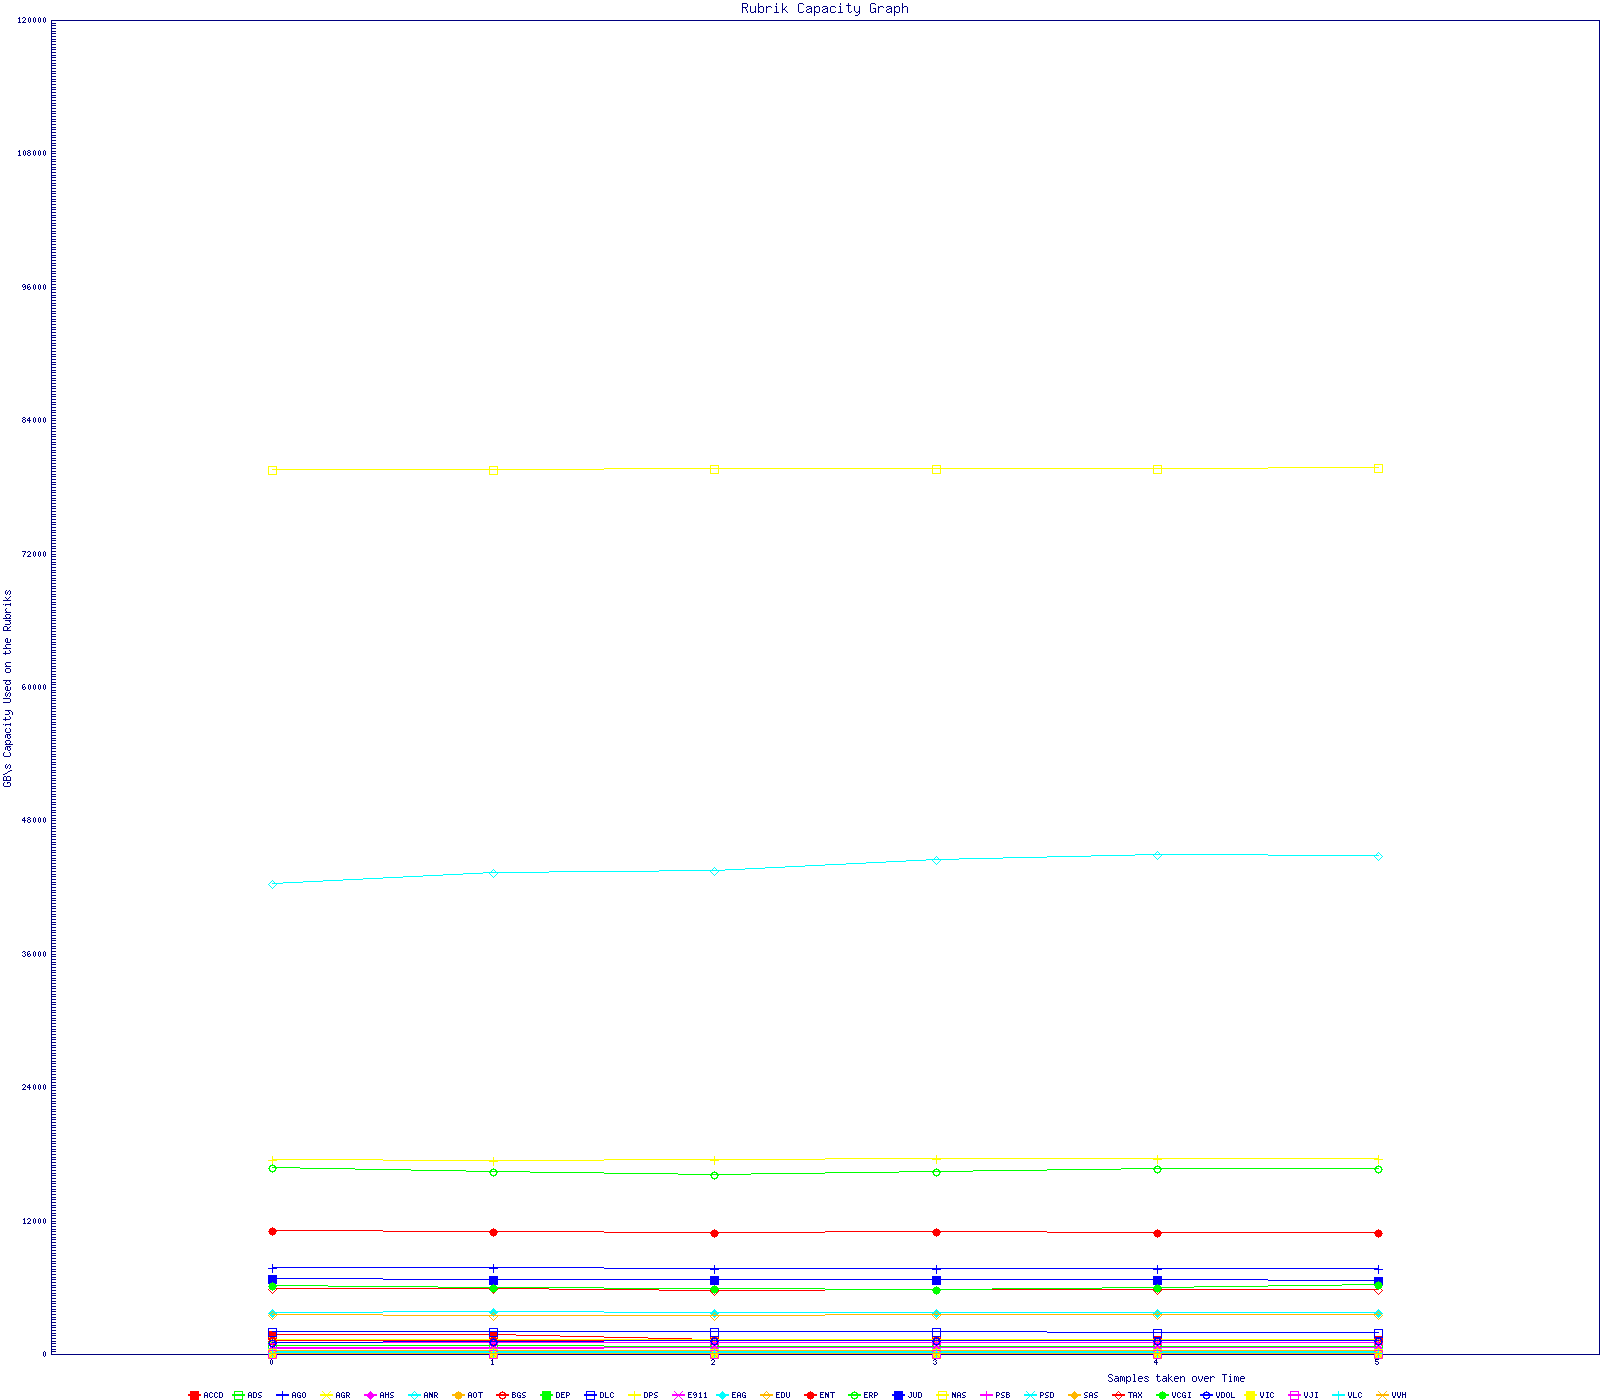 Rubrik Capacity Graph
120000
108000
96000
84000
72000
60000
48000
36000
24000
12000
0
GB\s Capacity Used on the Rubriks
0 1 2 3 4 5
Samples taken over Time
ACCD ADS AGO AGR AHS ANR AOT BGS DEP DLC DPS E911 EAG EDU ENT ERP JUD NAS PSB PSD SAS TAX VCGI VDOL VIC VJI VLC VVH